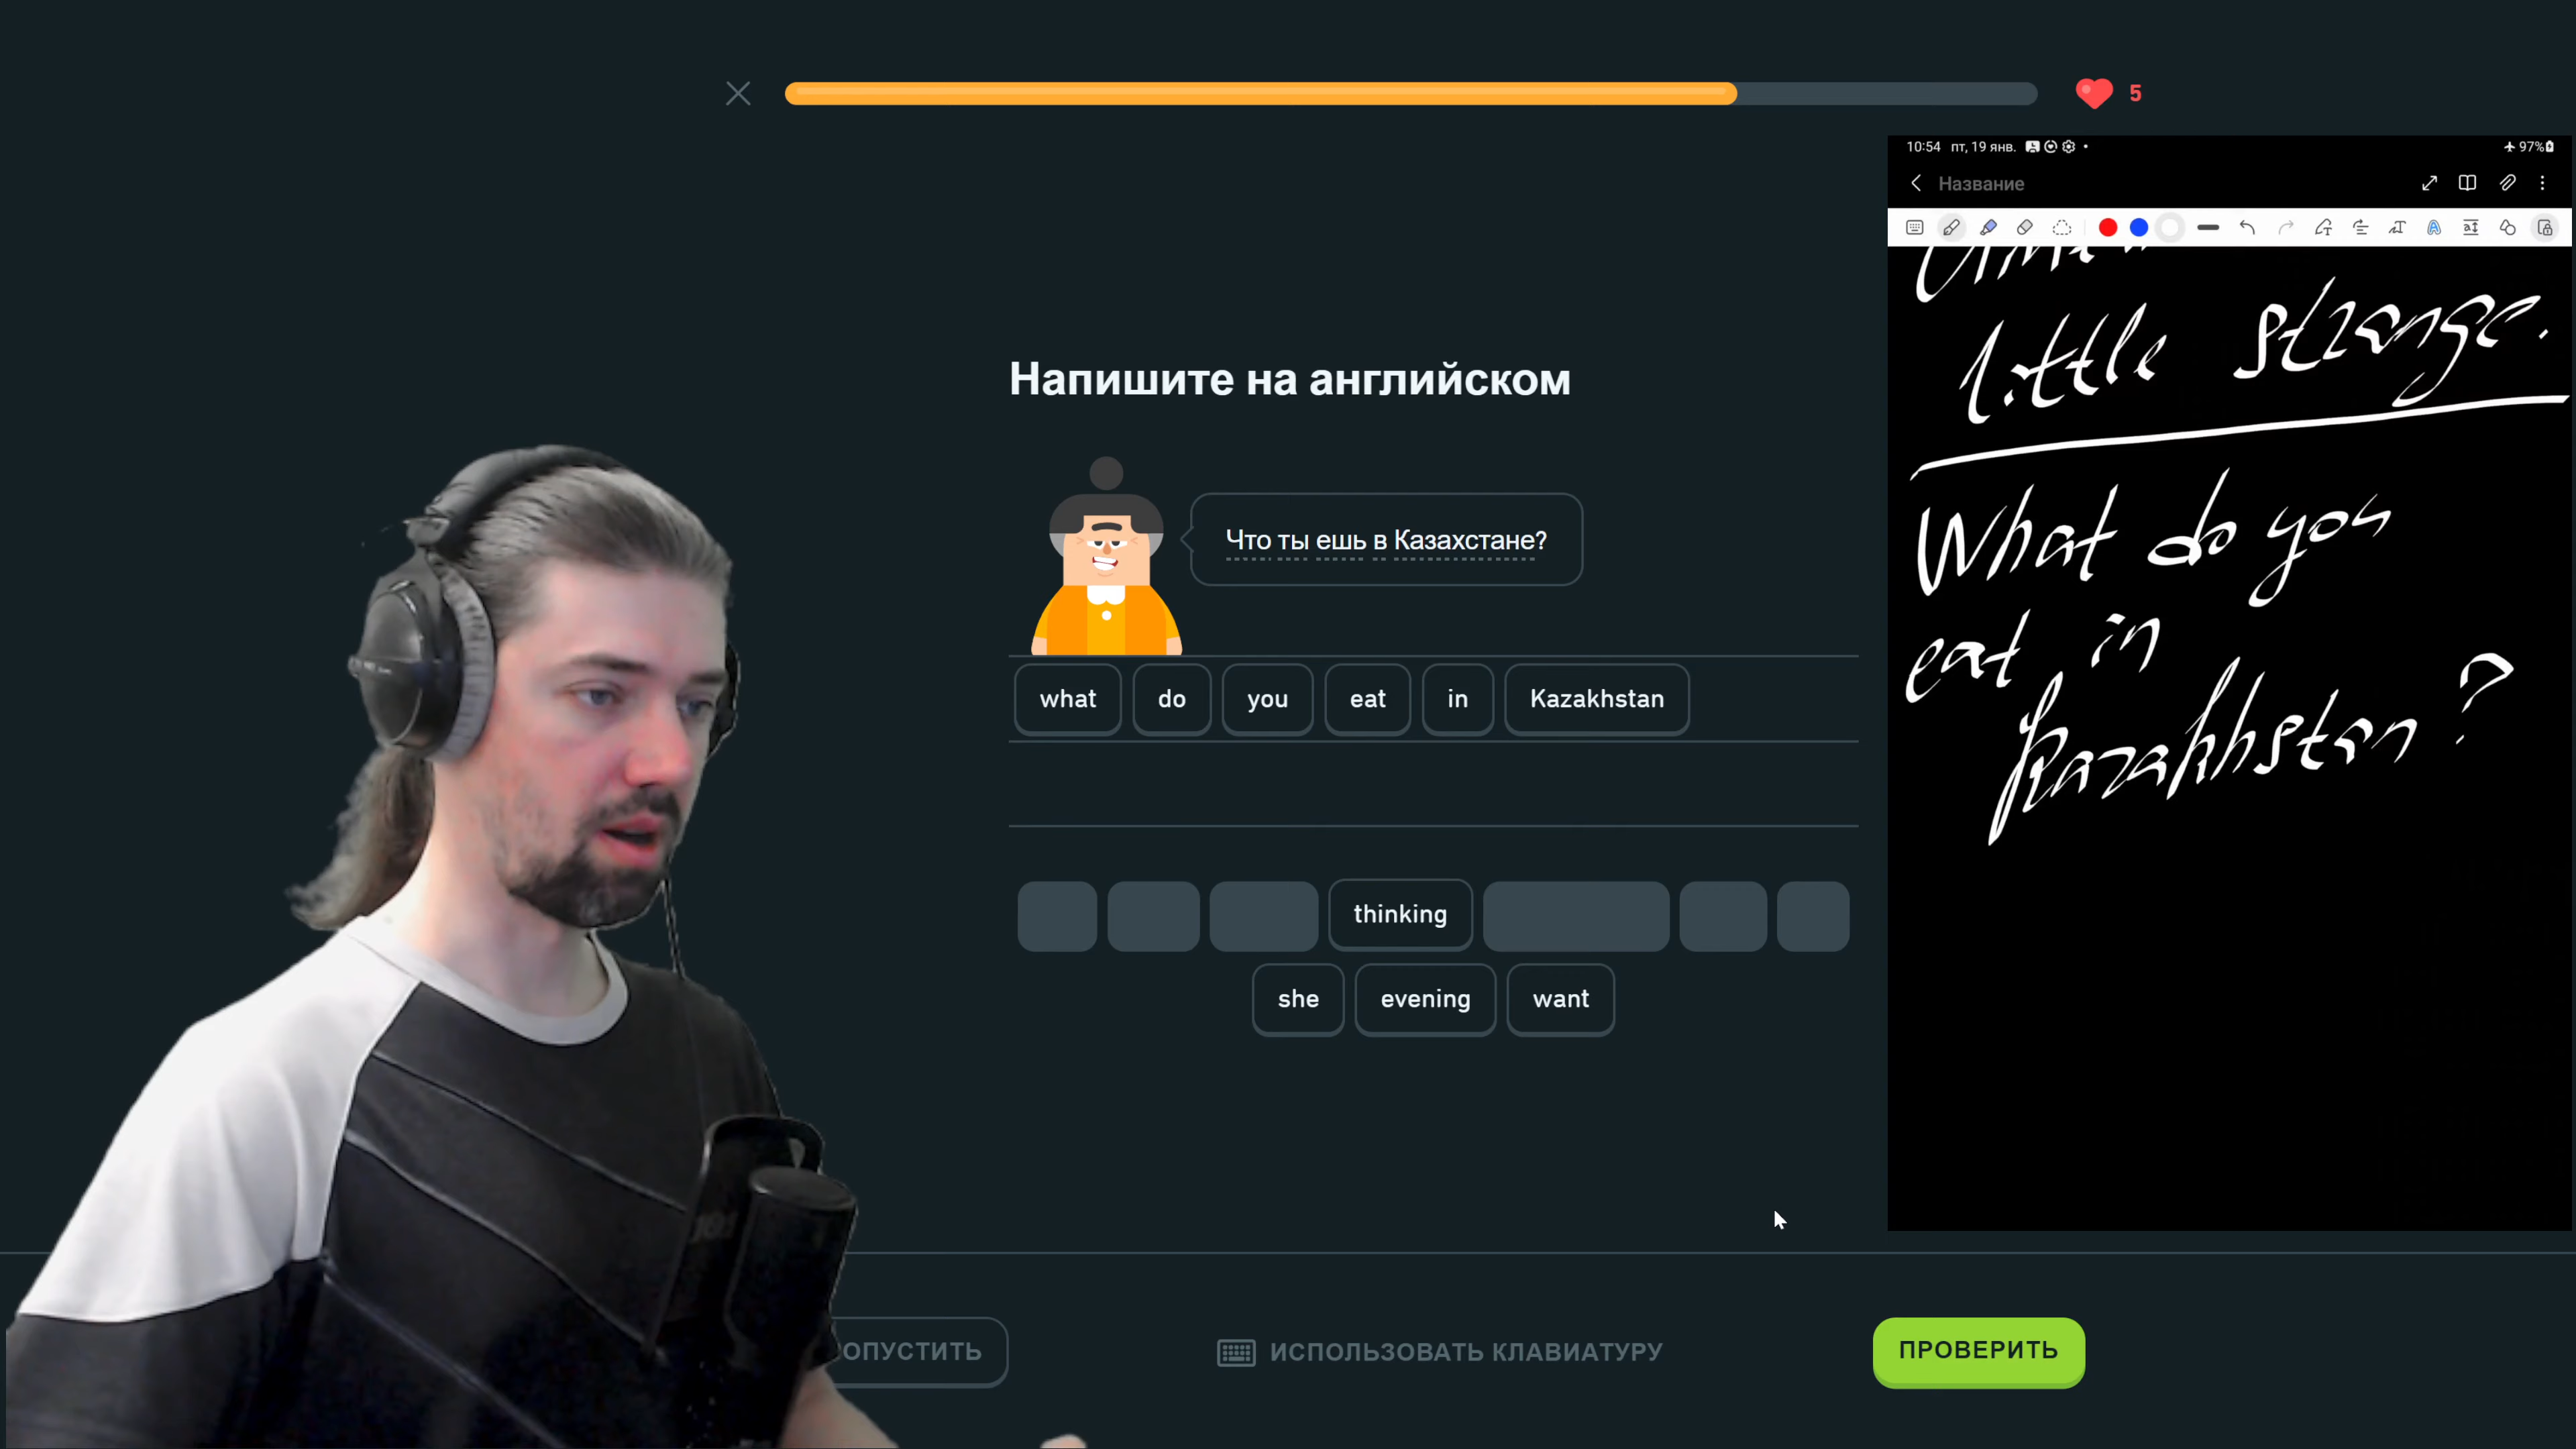 5
10:54 пт, 19 янв.
97%
Название
little strange.
Напишите на английском
Что ты ешь в Казахстане?
What do you
eat in
Kazakhstan?
what do you eat in Kazakhstan
thinking
she evening want
ОПУСТИТЬ
ИСПОЛЬЗОВАТЬ КЛАВИАТУРУ
ПРОВЕРИТЬ